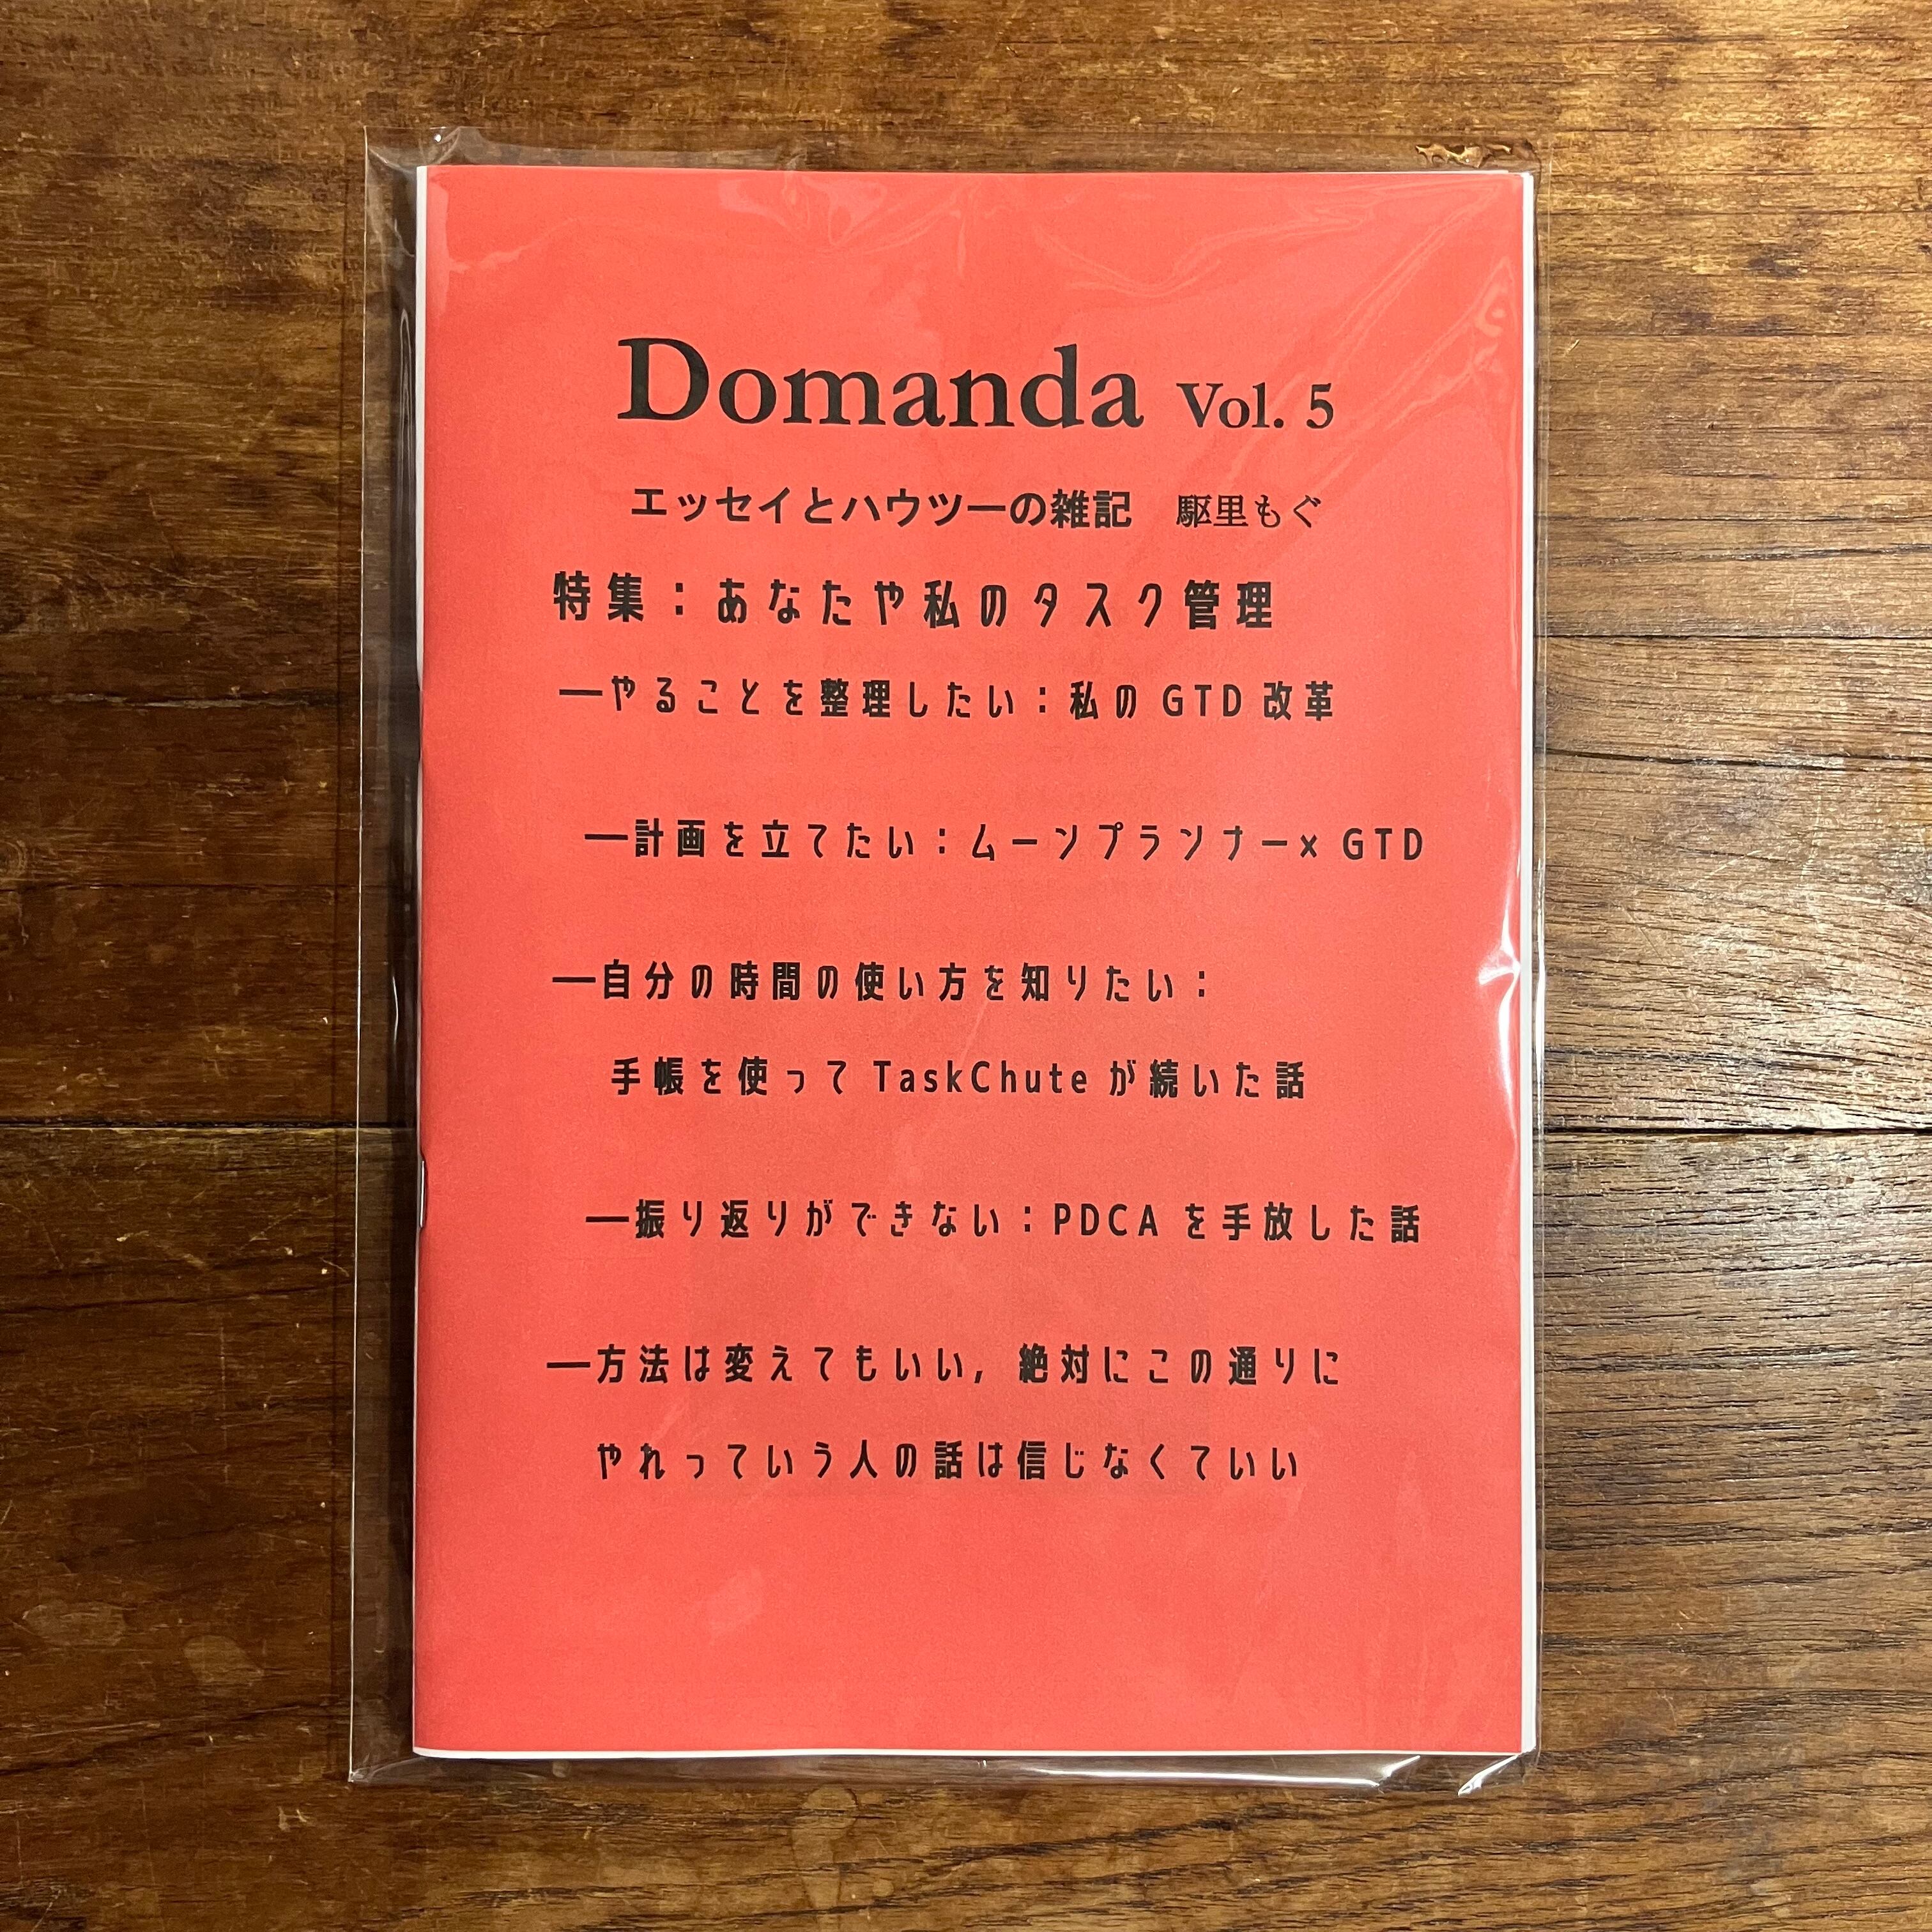 Domanda Vol. 5
エッセイとハウツーの雑記　駆里もぐ
特集：あなたや私のタスク管理
―やることを整理したい：私の GTD 改革
―計画を立てたい：ムーンプランナー× GTD
―自分の時間の使い方を知りたい：
手帳を使って TaskChute が続いた話
―振り返りができない：PDCA を手放した話
―方法は変えてもいい，絶対にこの通りに
やれっていう人の話は信じなくていい